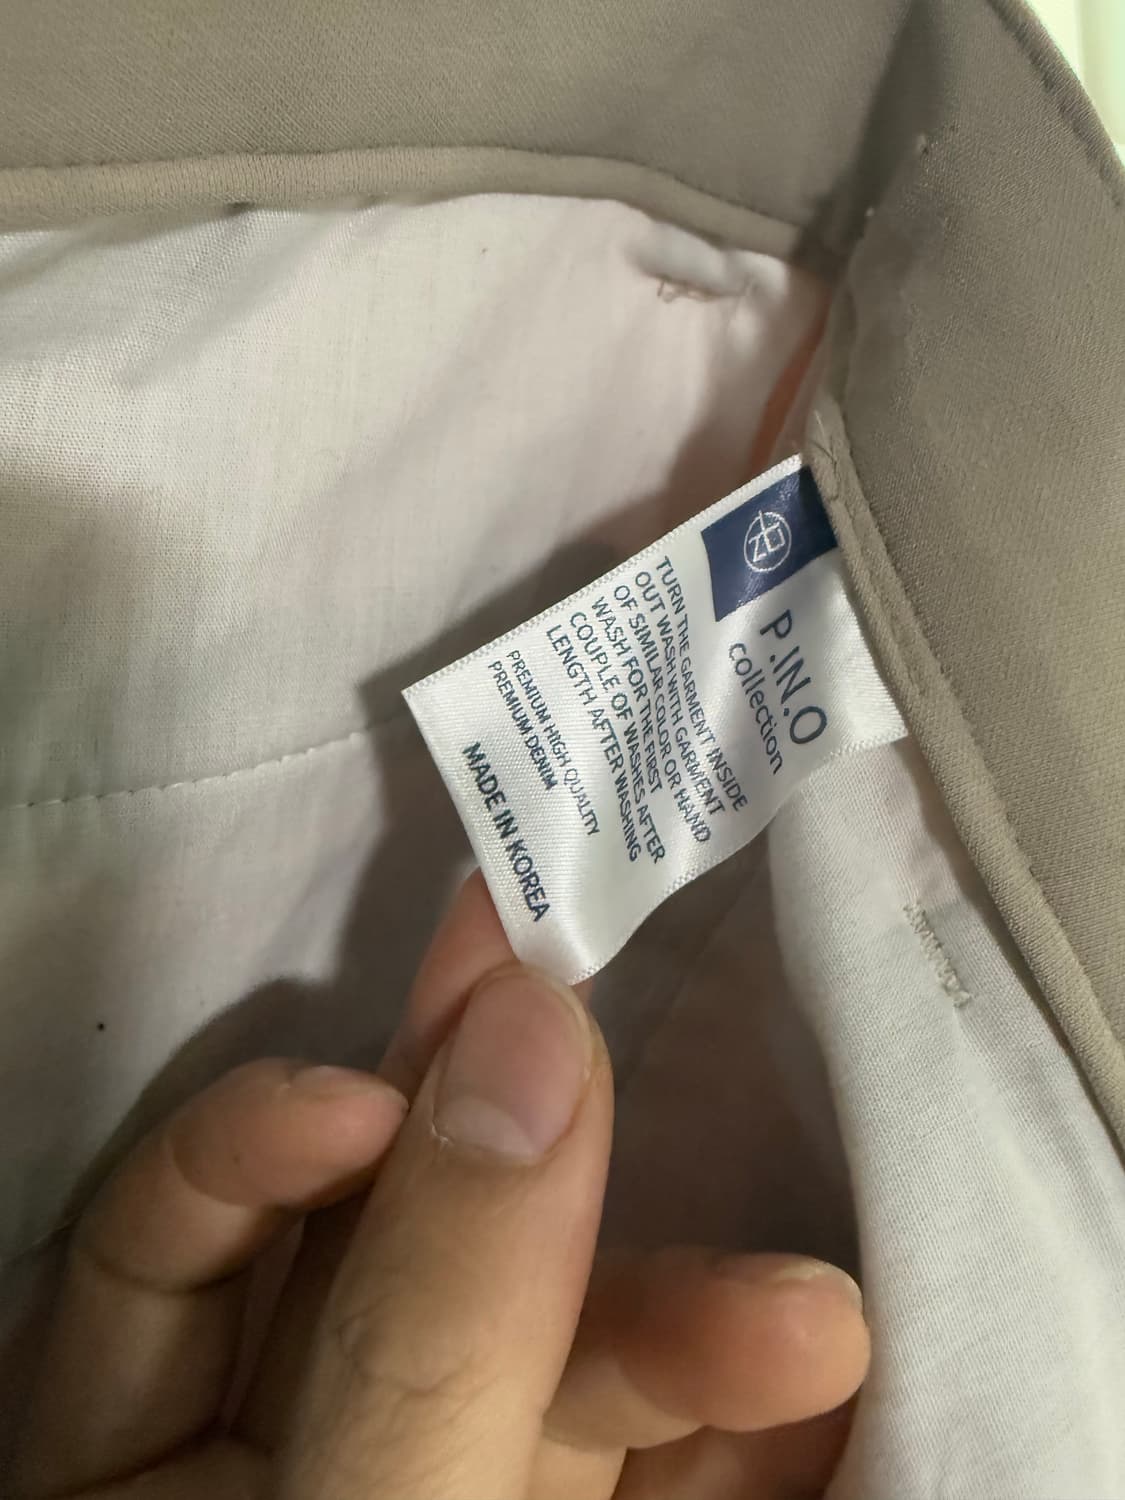 P.IN.O
collection
TURN THE GARMENT INSIDE
OUT WASH WITH GARMENT
OF SIMILAR COLOR OR HAND
WASH FOR THE FIRST
COUPLE OF WASHES AFTER
LENGTH AFTER WASHING
PREMIUM HIGH QUALITY
PREMIUM DENIM
MADE IN KOREA